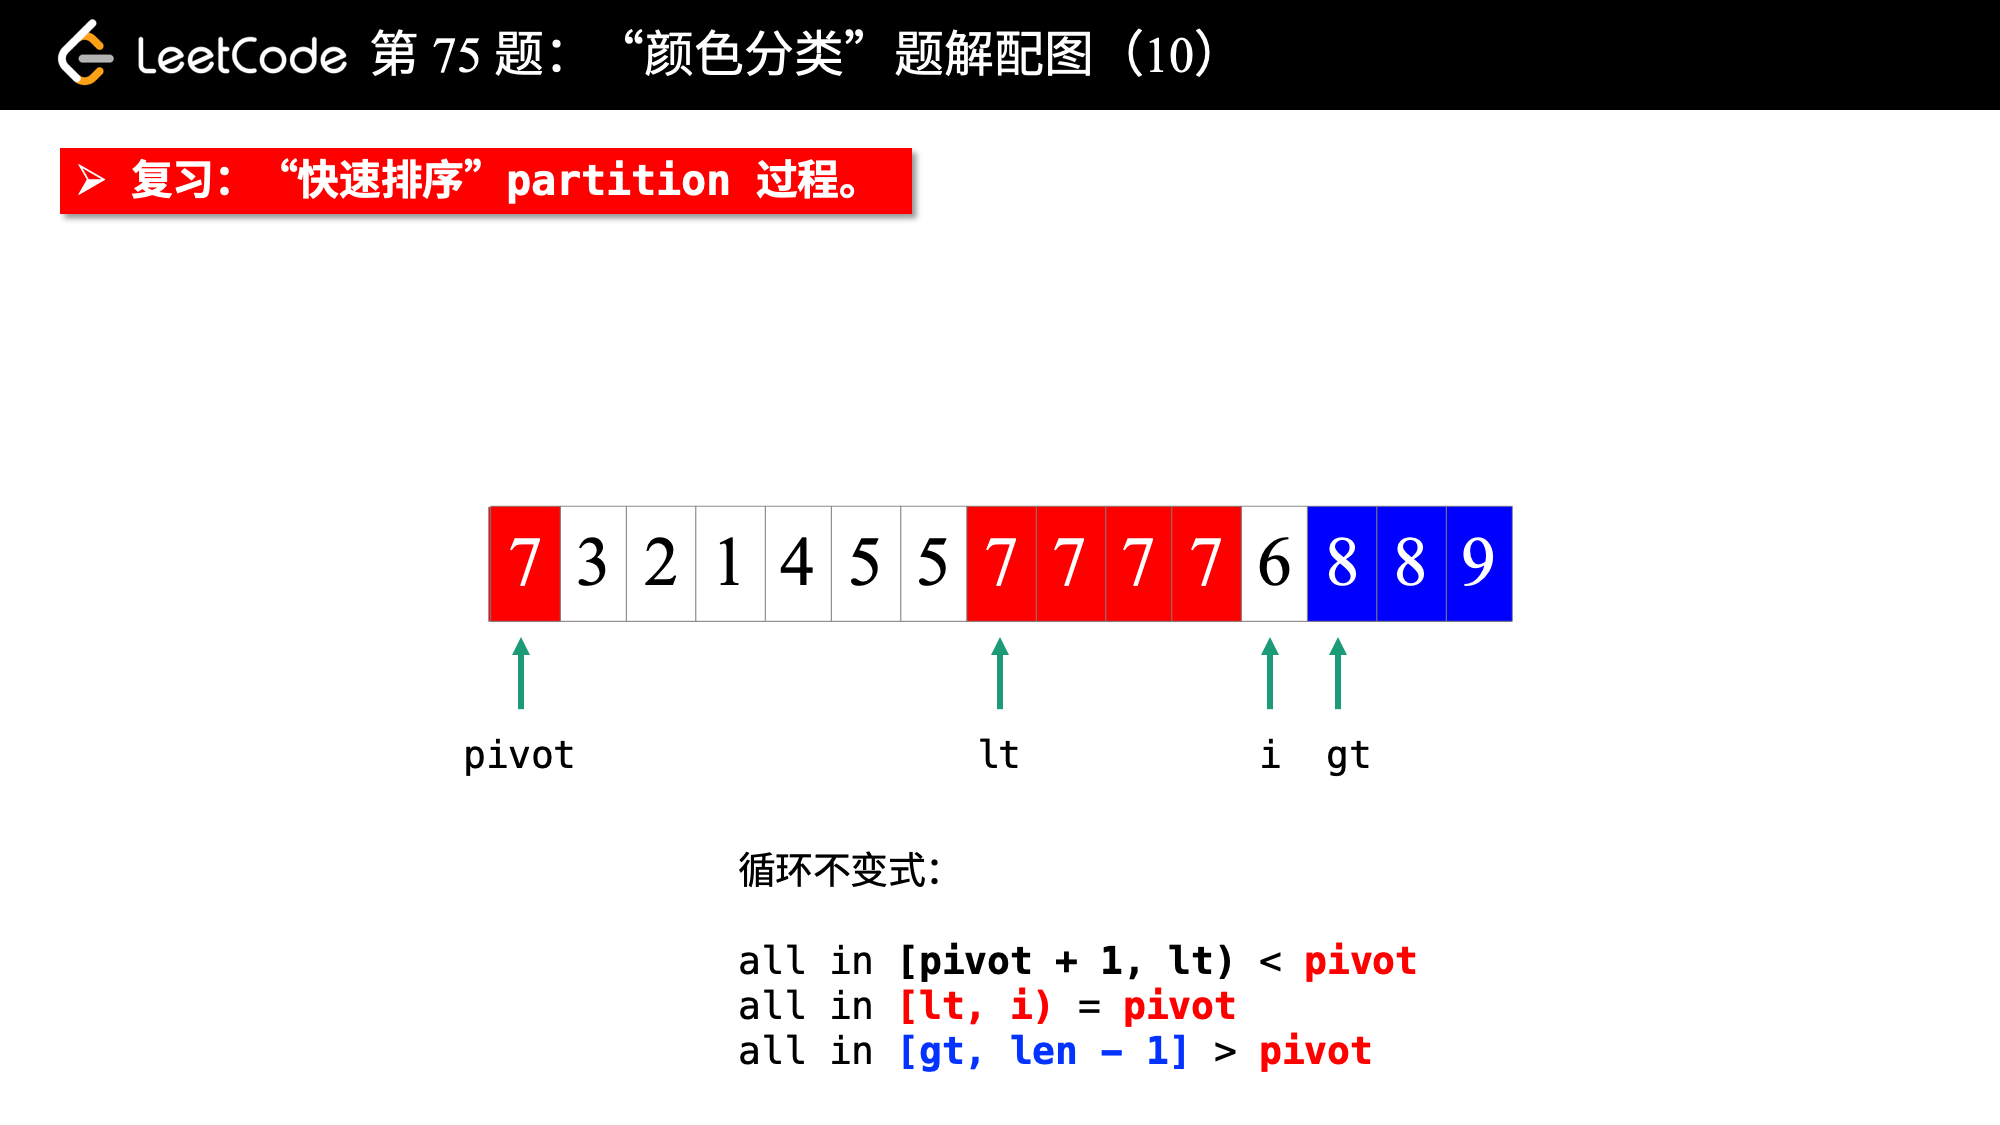 LeetCode 第 75 题：“颜色分类”题解配图（10）
➢ 复习：“快速排序”partition 过程。
7 3 2 1 4 5 5 7 7 7 7 6 8 8 9
pivot lt i gt
循环不变式：
all in [pivot + 1, lt) < pivot
all in [lt, i) = pivot
all in [gt, len - 1] > pivot